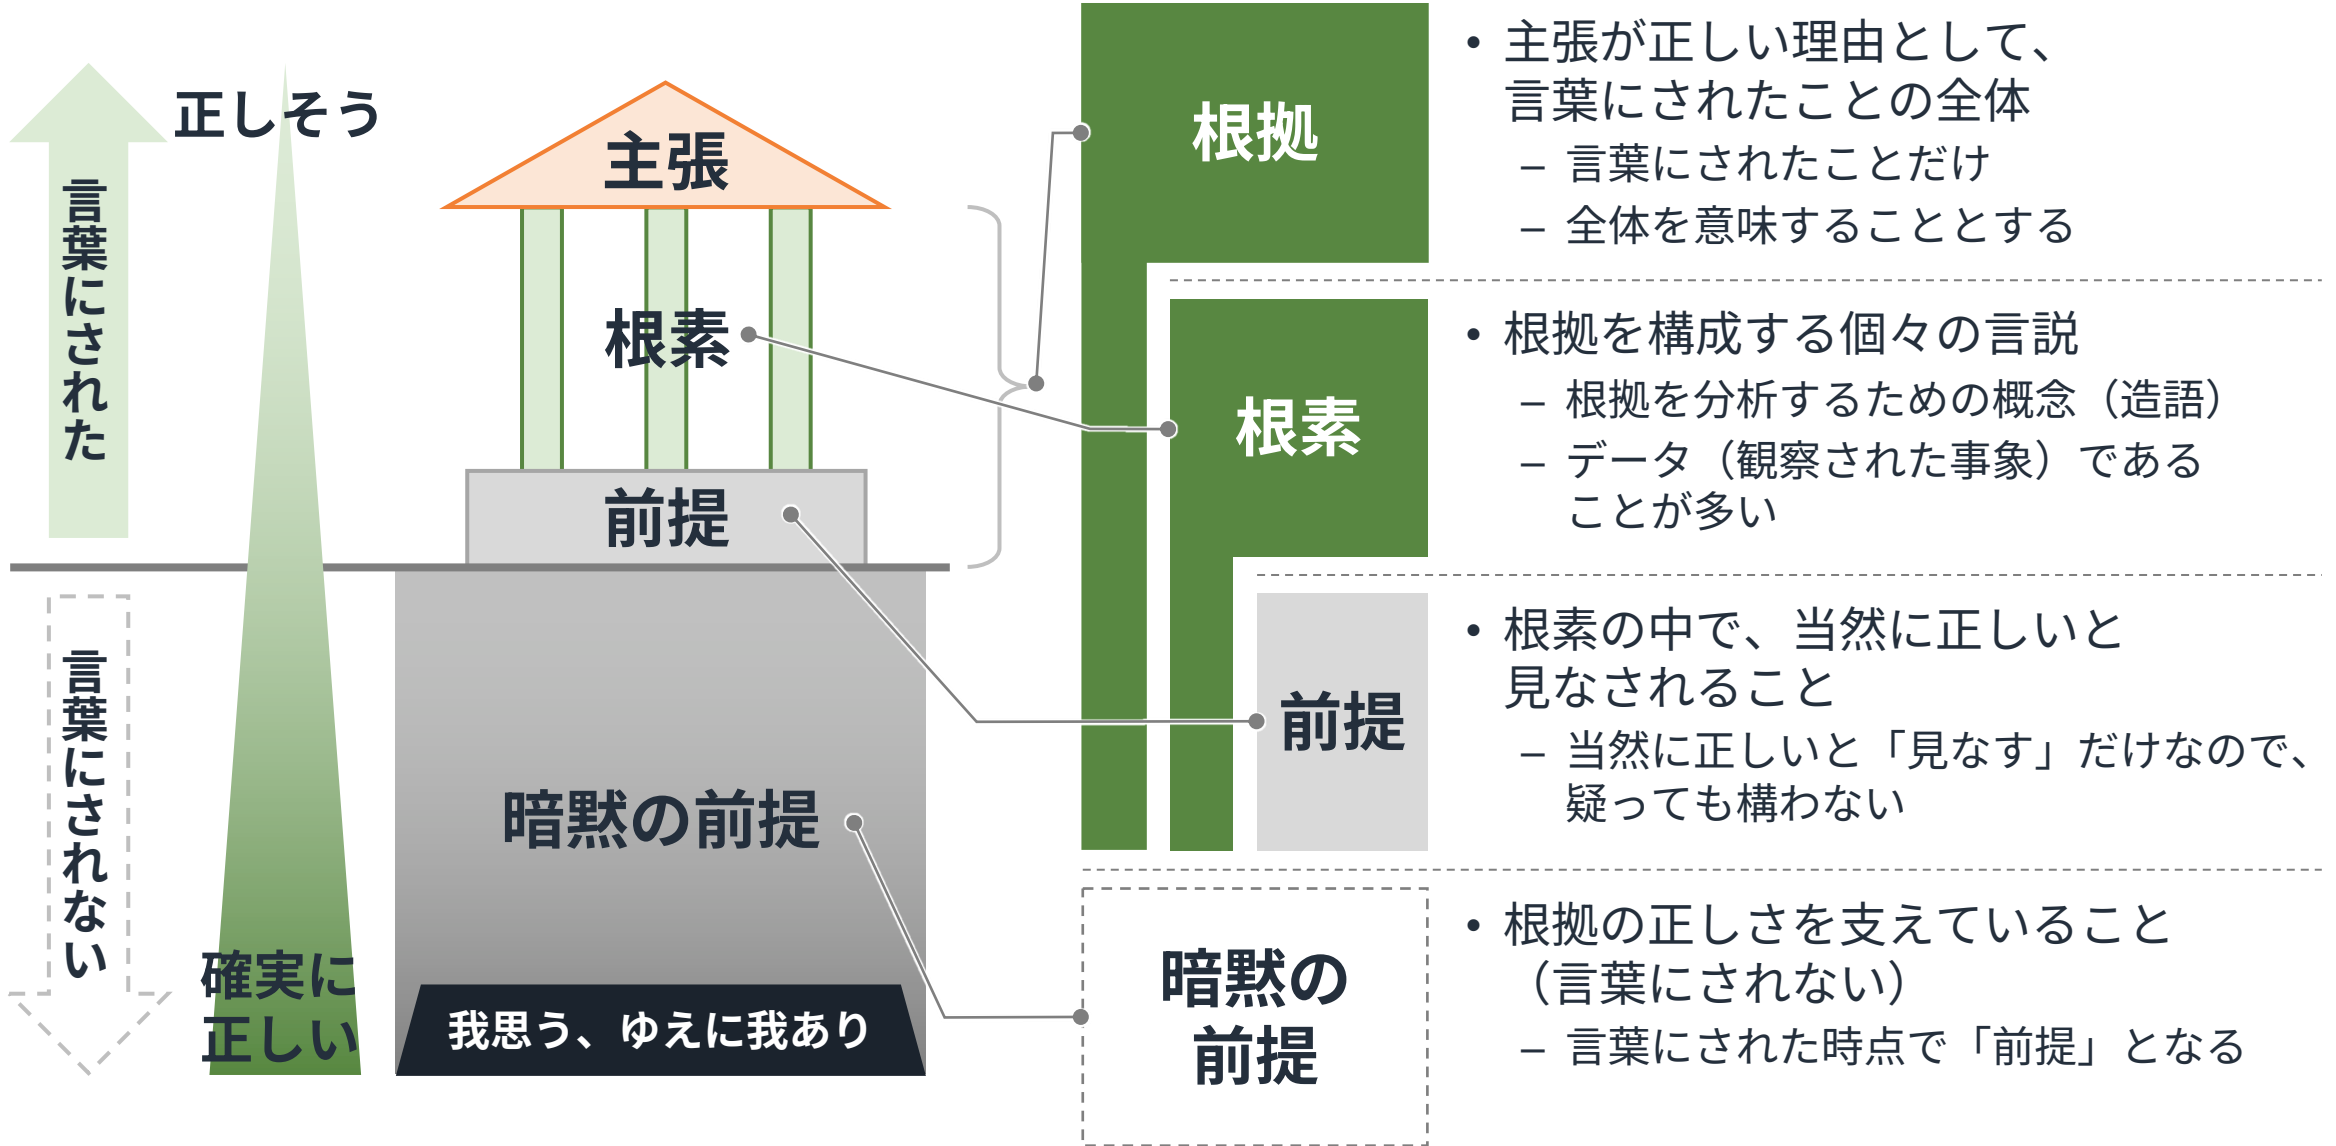 正しそう
言葉にされた
言葉にされない
確実に
正しい
主張
根素
前提
暗黙の前提
我思う、ゆえに我あり
根拠
• 主張が正しい理由として、
言葉にされたことの全体
– 言葉にされたことだけ
– 全体を意味することとする
根素
• 根拠を構成する個々の言説
– 根拠を分析するための概念（造語）
– データ（観察された事象）である
ことが多い
前提
• 根素の中で、当然に正しいと
見なされること
– 当然に正しいと「見なす」だけなので、
疑っても構わない
暗黙の
前提
• 根拠の正しさを支えていること
（言葉にされない）
– 言葉にされた時点で「前提」となる